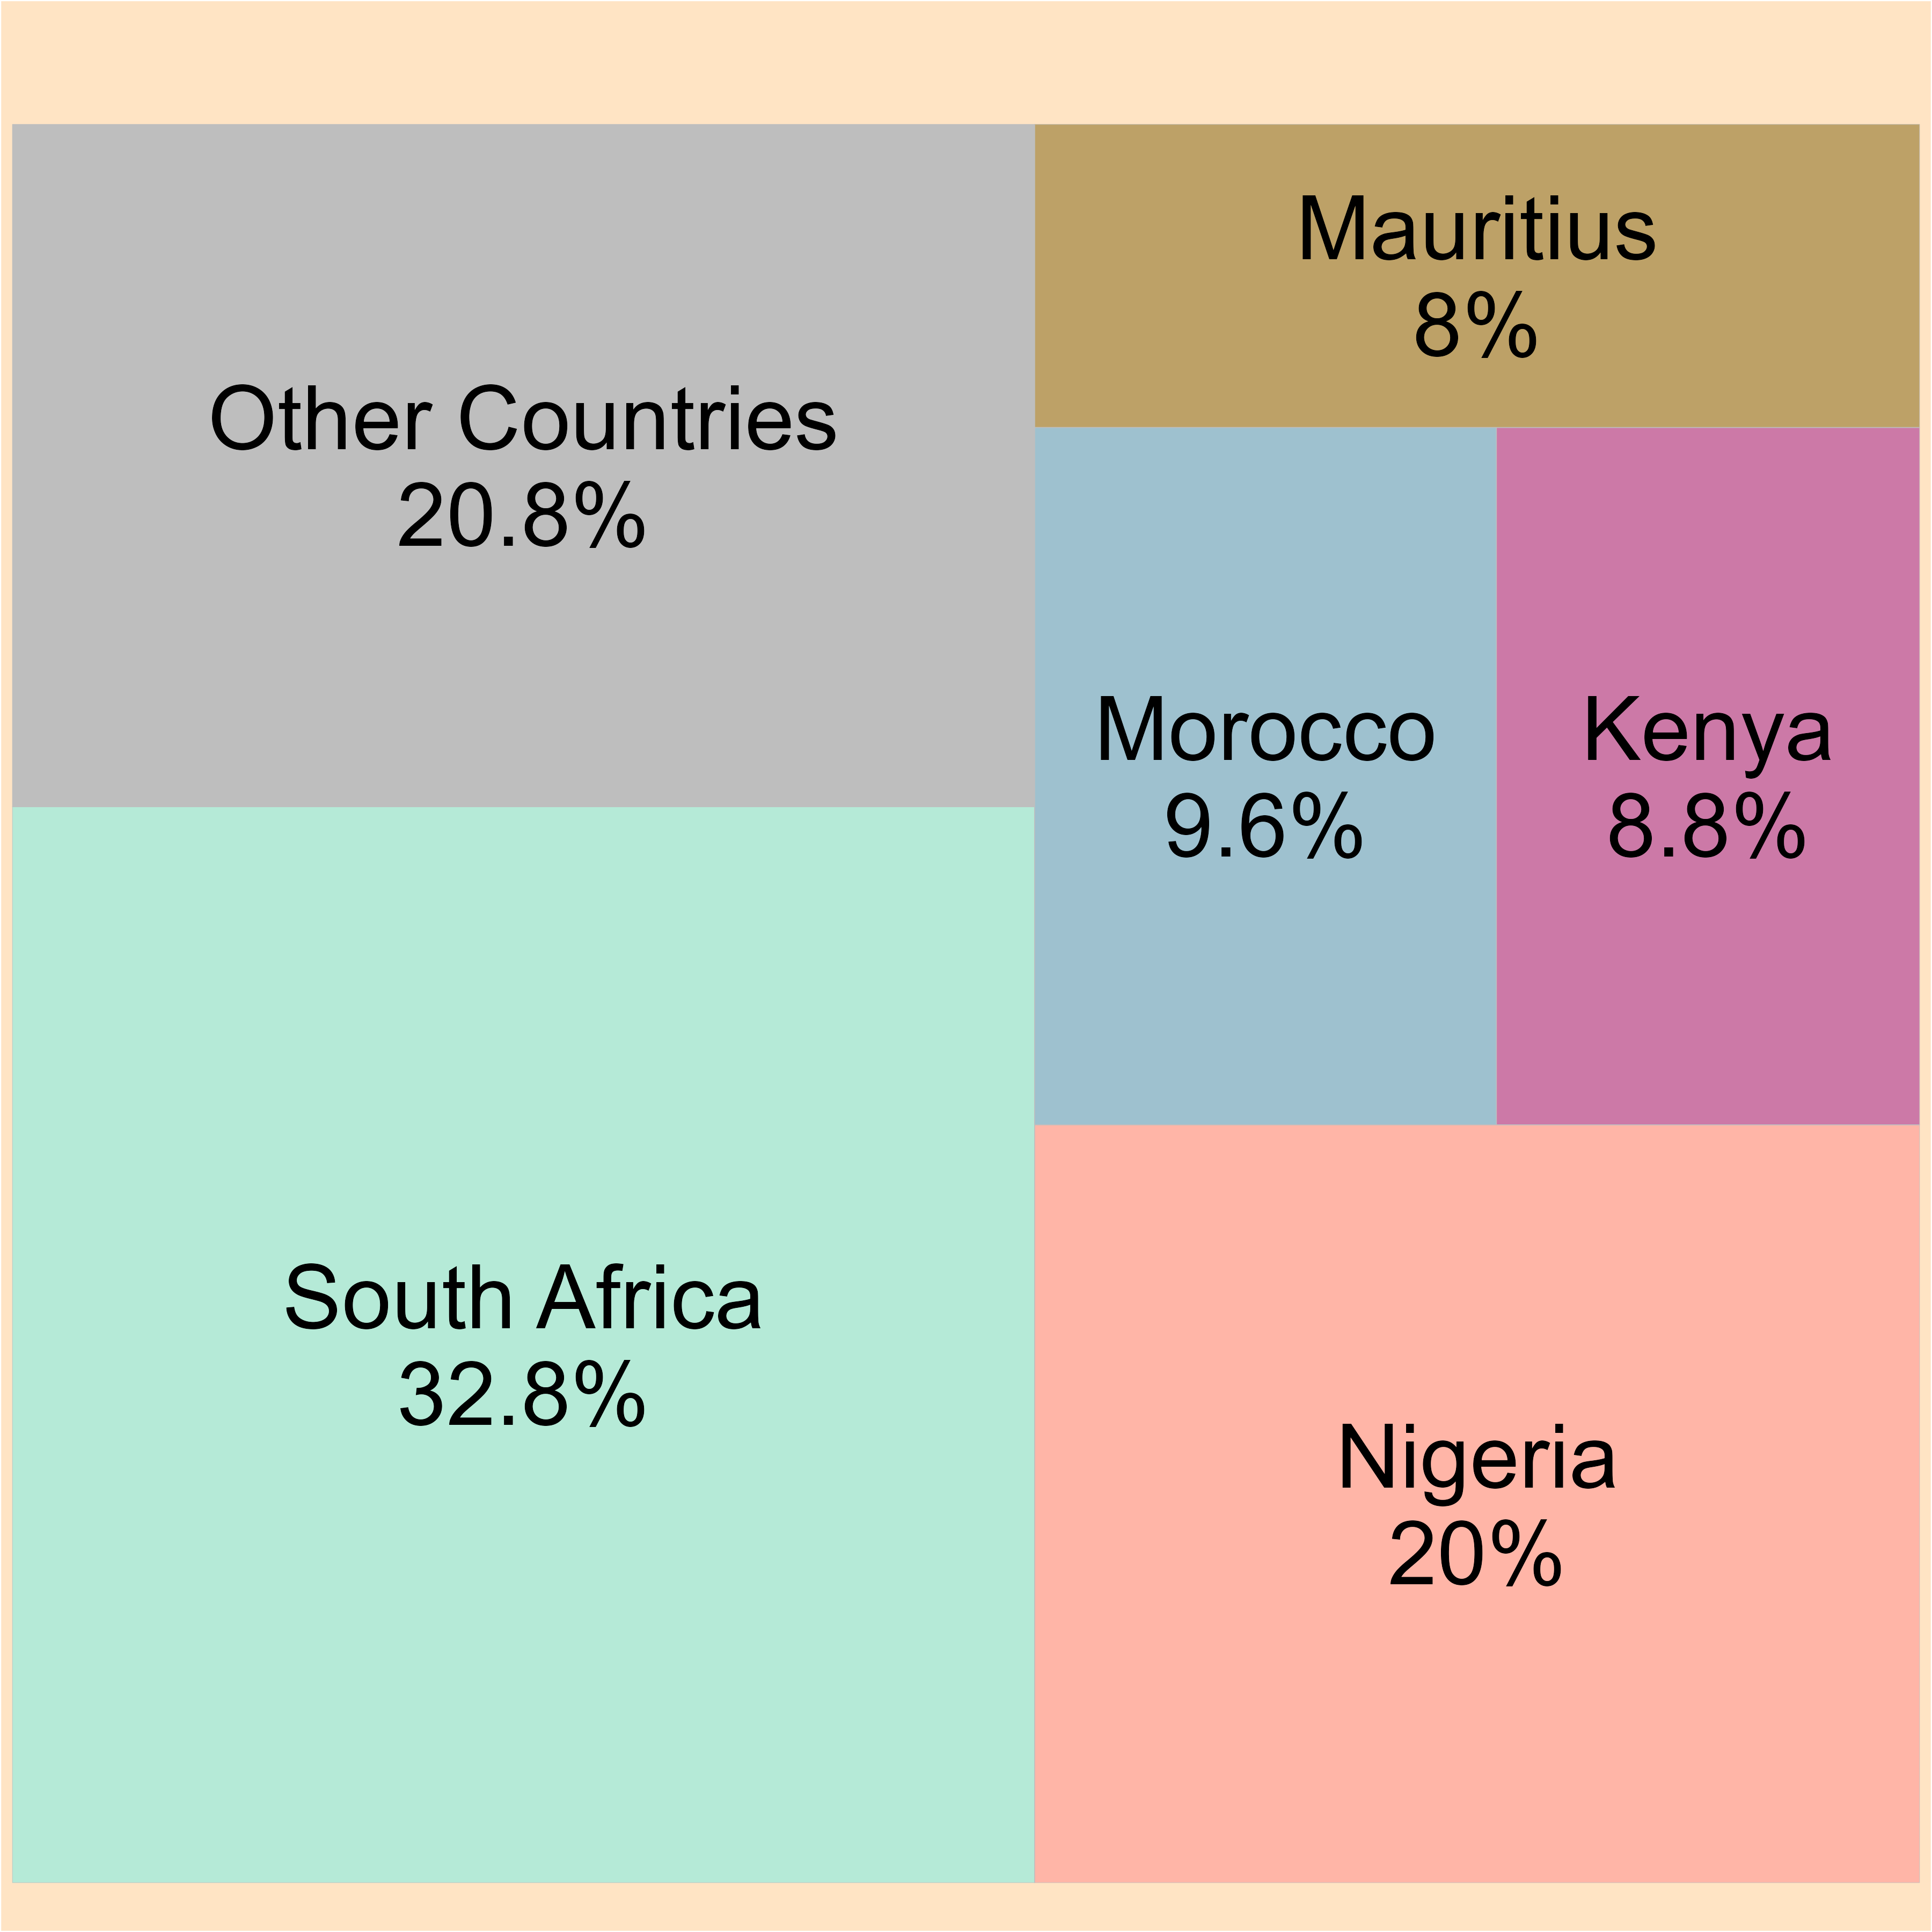 Other Countries
20.8%
Mauritius
8%
Morocco
9.6%
Kenya
8.8%
South Africa
32.8%
Nigeria
20%